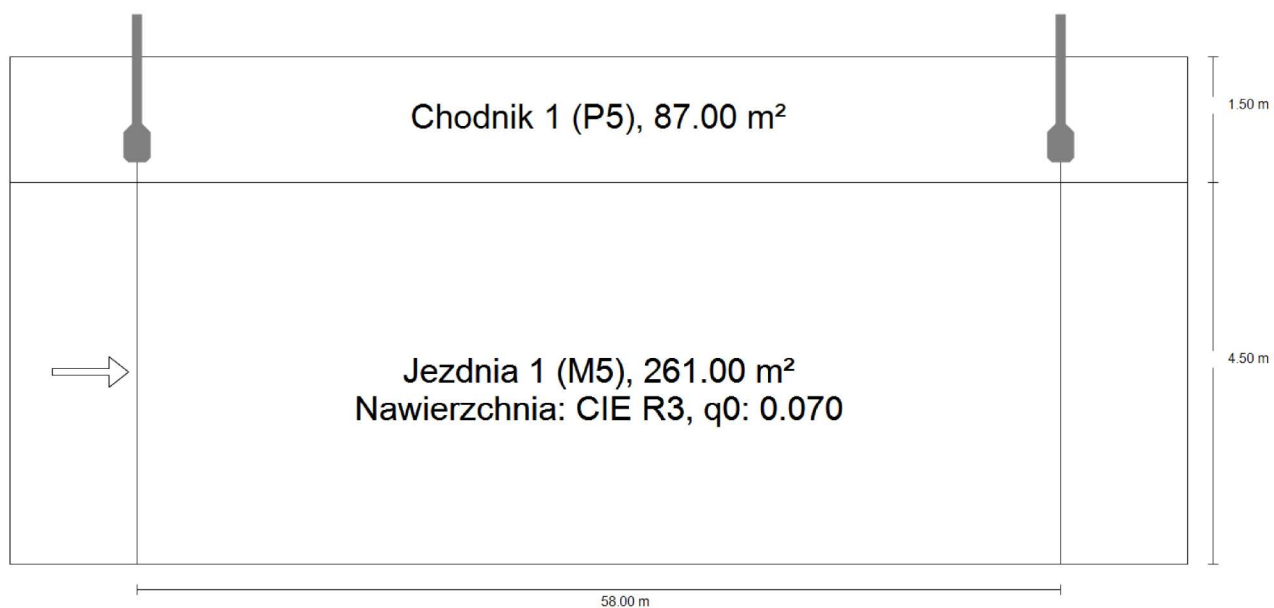 Chodnik 1 (P5), 87.00 m²
1.50 m
Jezdnia 1 (M5), 261.00 m²
Nawierzchnia: CIE R3, q0: 0.070
4.50 m
58.00 m